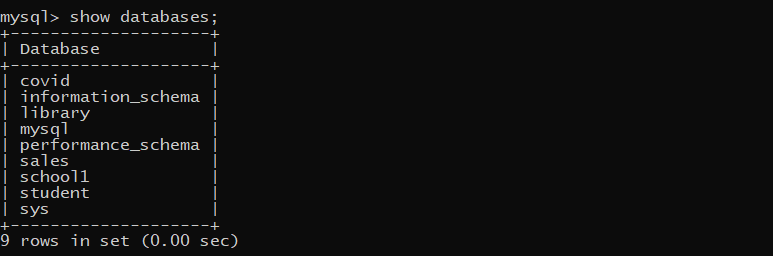 mysql> show databases;
+--------------------+
| Database           |
+--------------------+
| covid              |
| information_schema |
| library            |
| mysql              |
| performance_schema |
| sales              |
| school1            |
| student            |
| sys                |
+--------------------+
9 rows in set (0.00 sec)